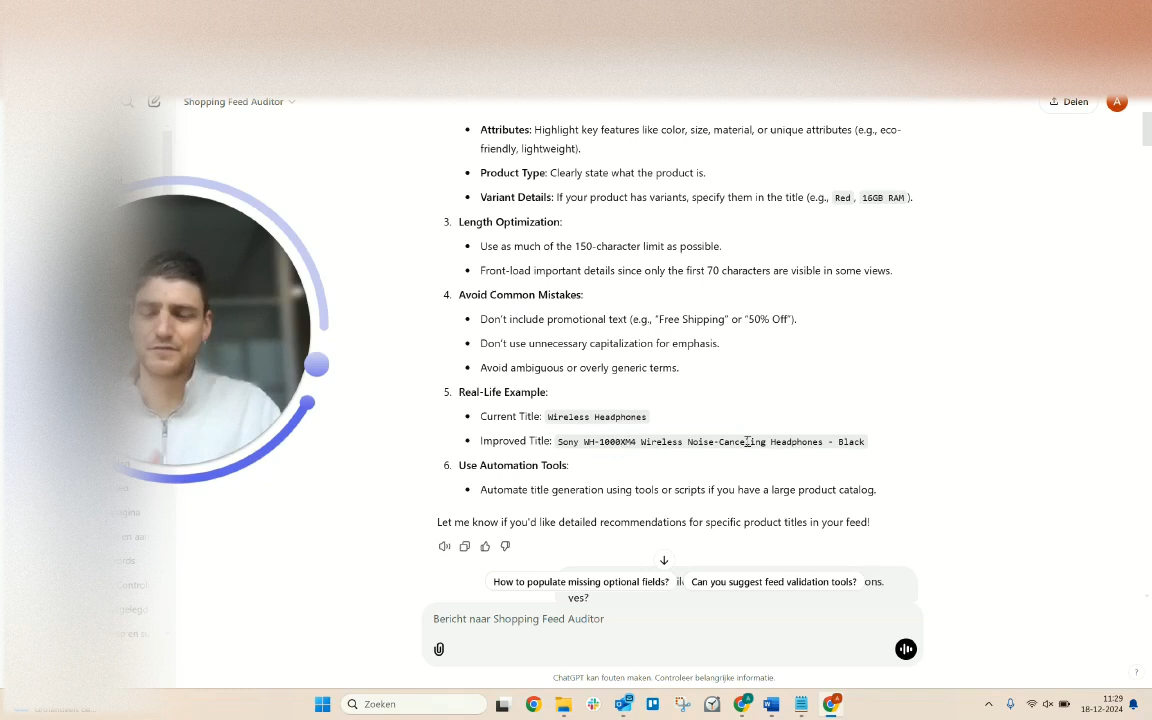 Shopping Feed Auditor
Delen
A
• Attributes: Highlight key features like color, size, material, or unique attributes (e.g., eco-
friendly, lightweight).
• Product Type: Clearly state what the product is.
• Variant Details: If your product has variants, specify them in the title (e.g., Red, 16GB RAM).
3. Length Optimization:
• Use as much of the 150-character limit as possible.
• Front-load important details since only the first 70 characters are visible in some views.
4. Avoid Common Mistakes:
• Don't include promotional text (e.g., "Free Shipping" or "50% Off").
• Don't use unnecessary capitalization for emphasis.
• Avoid ambiguous or overly generic terms.
5. Real-Life Example:
• Current Title: Wireless Headphones
• Improved Title: Sony WH-1000XM4 Wireless Noise-Canceling Headphones - Black
6. Use Automation Tools:
• Automate title generation using tools or scripts if you have a large product catalog.
Let me know if you'd like detailed recommendations for specific product titles in your feed!
How to populate missing optional fields? Can you suggest feed validation tools? ons.
yes?
Bericht naar Shopping Feed Auditor
ChatGPT kan fouten maken. Controleer belangrijke informatie.
?
Zoeken
11:29
18-12-2024